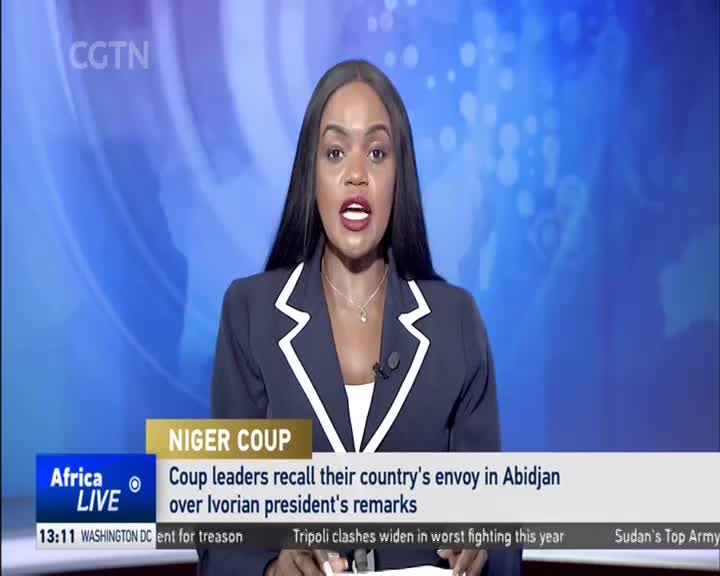 CGTN
NIGER COUP
Coup leaders recall their country's envoy in Abidjan
over Ivorian president's remarks
Africa
LIVE
13:11 WASHINGTON DC
ent for treason Tripoli clashes widen in worst fighting this year Sudan's Top Army